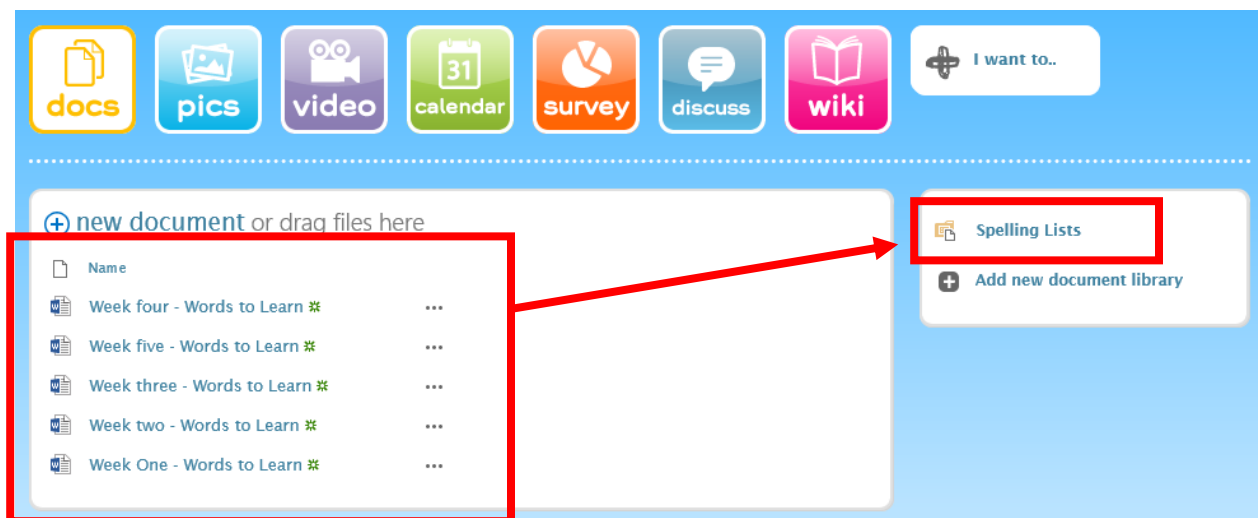 docs
pics
video
31
calendar
survey
discuss
wiki
I want to..
new document or drag files here
Name
Week four - Words to Learn
...
Week five - Words to Learn
...
Week three - Words to Learn
...
Week two - Words to Learn
...
Week One - Words to Learn
...
Spelling Lists
Add new document library